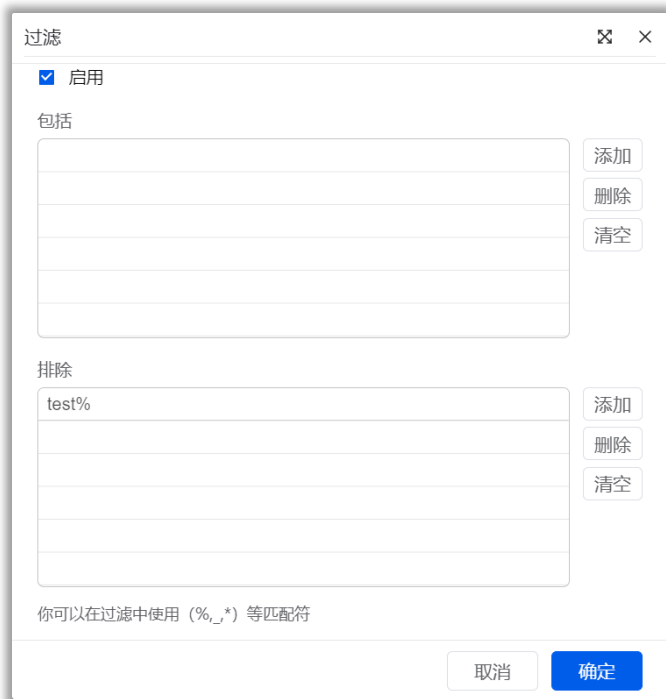 过滤
启用
包括
添加
删除
清空
排除
test%
添加
删除
清空
你可以在过滤中使用（%,_,*）等匹配符
取消 确定